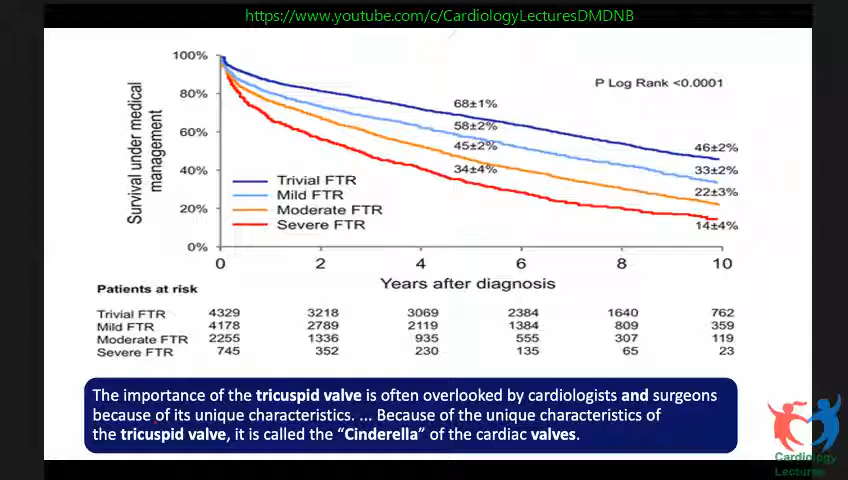 https://www.youtube.com/c/CardiologyLecturesDMDNB
100%
80%
60%
40%
20%
0%
Survival under medical
management
P Log Rank <0.0001
68±1%
58±2%
45±2%
34±4%
46±2%
33±2%
22±3%
14±4%
Trivial FTR
Mild FTR
Moderate FTR
Severe FTR
0 2 4 6 8 10
Years after diagnosis
Patients at risk
Trivial FTR 4329 3218 3069 2384 1640 762
Mild FTR 4178 2789 2119 1384 809 359
Moderate FTR 2255 1336 935 555 307 119
Severe FTR 745 352 230 135 65 23
The importance of the tricuspid valve is often overlooked by cardiologists and surgeons
because of its unique characteristics. ... Because of the unique characteristics of
the tricuspid valve, it is called the “Cinderella” of the cardiac valves.
Cardiology
Lectures